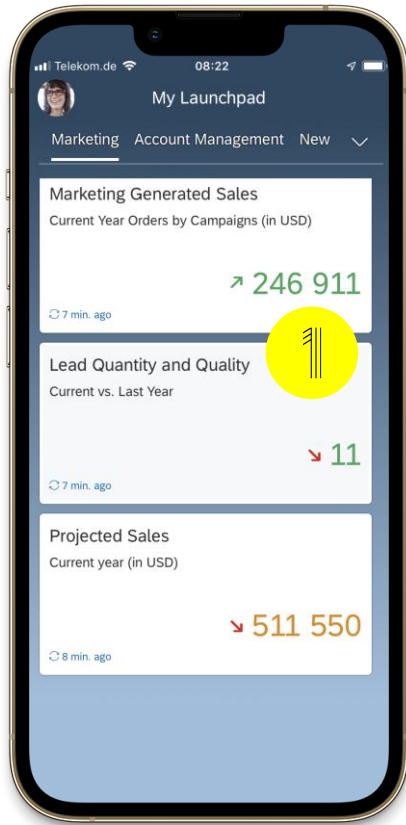 Telekom.de 08:22
My Launchpad
Marketing Account Management New
Marketing Generated Sales
Current Year Orders by Campaigns (in USD)
246 911
7 min. ago
1
Lead Quantity and Quality
Current vs. Last Year
11
7 min. ago
Projected Sales
Current year (in USD)
511 550
8 min. ago